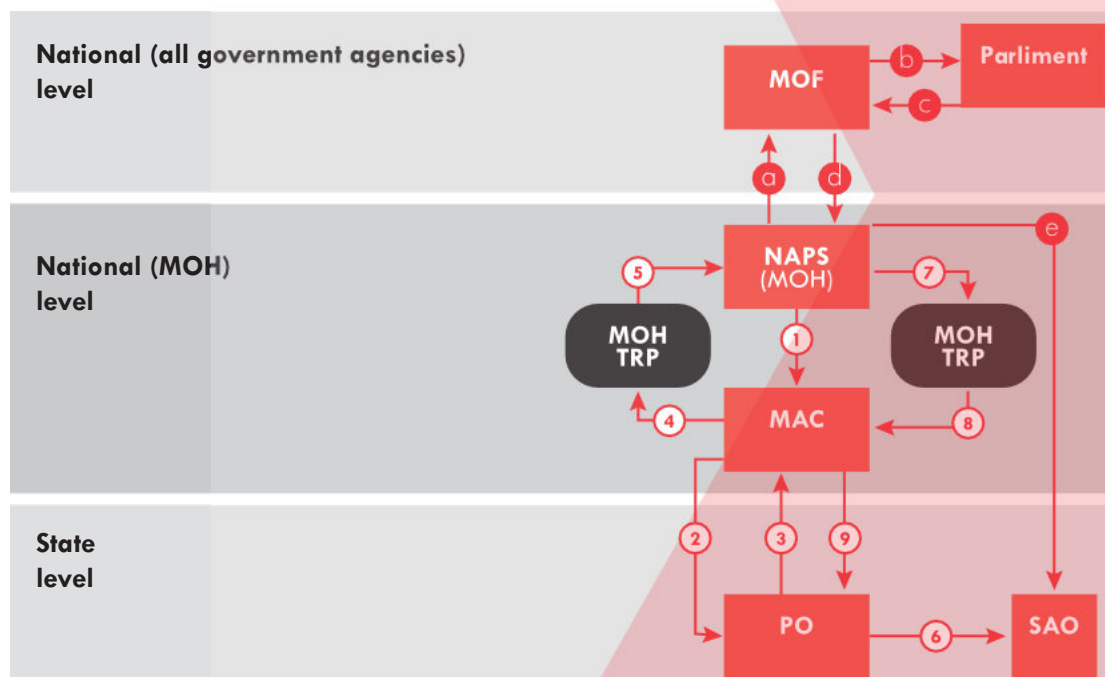 National (all government agencies)
level
MOF
b
Parliment
c
a
d
National (MOH)
level
NAPS
(MOH)
e
5
7
MOH
TRP
1
MOH
TRP
4
MAC
8
State
level
2
3
9
PO
6
SAO